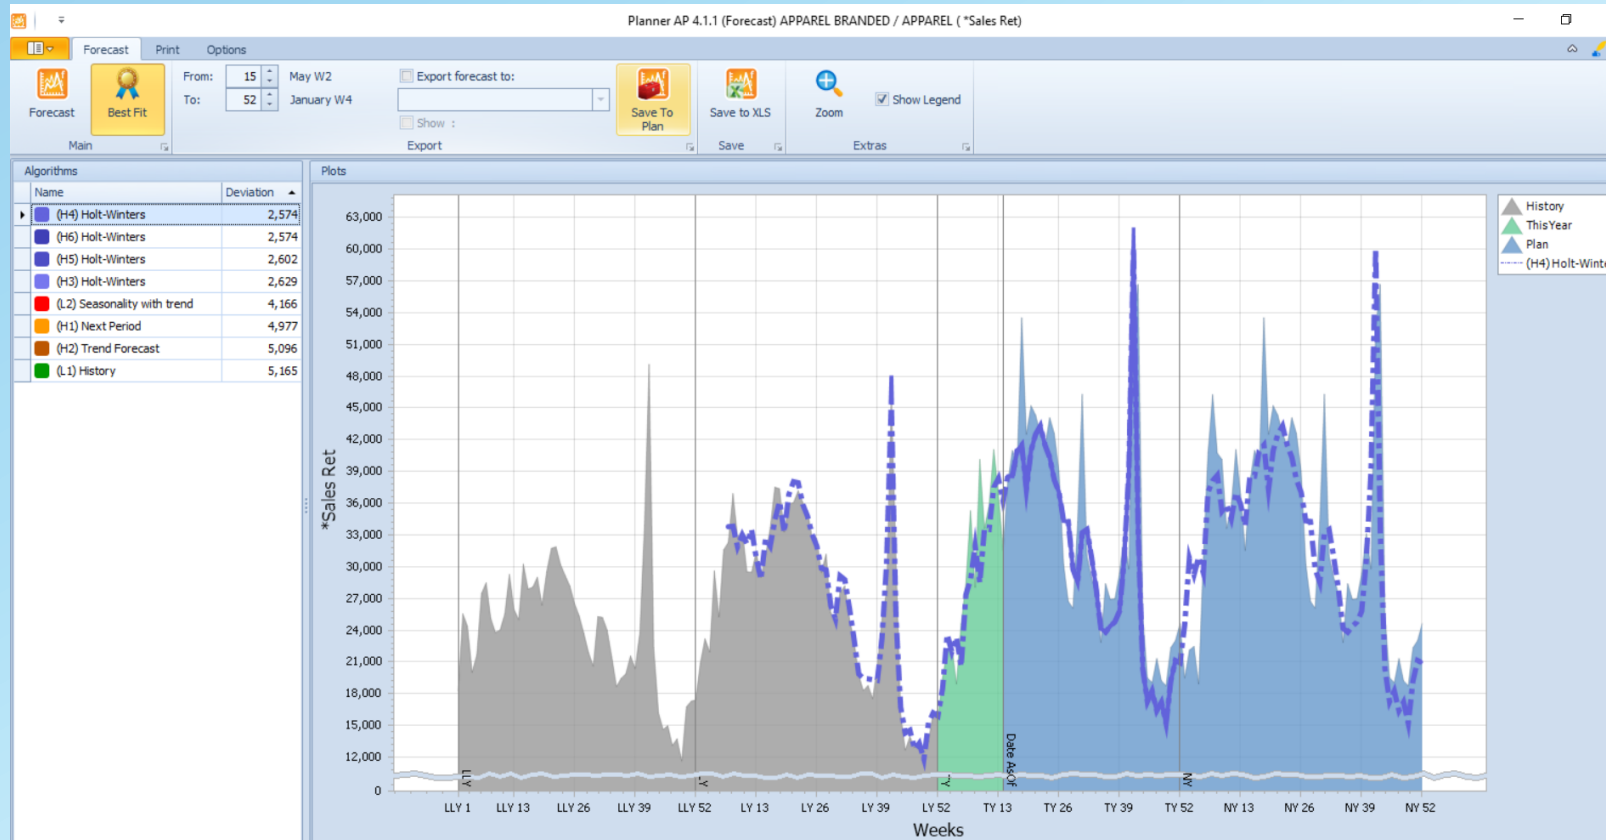 Planner AP 4.1.1 (Forecast) APPAREL BRANDED / APPAREL ( *Sales Ret)
Forecast Print Options
From: 15 May W2
To: 52 January W4
Export forecast to:
Show :
Forecast
Best Fit
Save To
Plan
Save to XLS
Zoom
Show Legend
Main
Export
Save
Extras
Algorithms
Name Deviation
(H4) Holt-Winters 2,574
(H6) Holt-Winters 2,574
(H5) Holt-Winters 2,602
(H3) Holt-Winters 2,629
(L2) Seasonality with trend 4,166
(H1) Next Period 4,977
(H2) Trend Forecast 5,096
(L1) History 5,165
Plots
*Sales Ret
63,000
60,000
57,000
54,000
51,000
48,000
45,000
42,000
39,000
36,000
33,000
30,000
27,000
24,000
21,000
18,000
15,000
12,000
0
LLY
Date AsOf
NY
LLY 1 LLY 13 LLY 26 LLY 39 LLY 52 LY 13 LY 26 LY 39 LY 52 TY 13 TY 26 TY 39 TY 52 NY 13 NY 26 NY 39 NY 52
Weeks
History
ThisYear
Plan
(H4) Holt-Winte